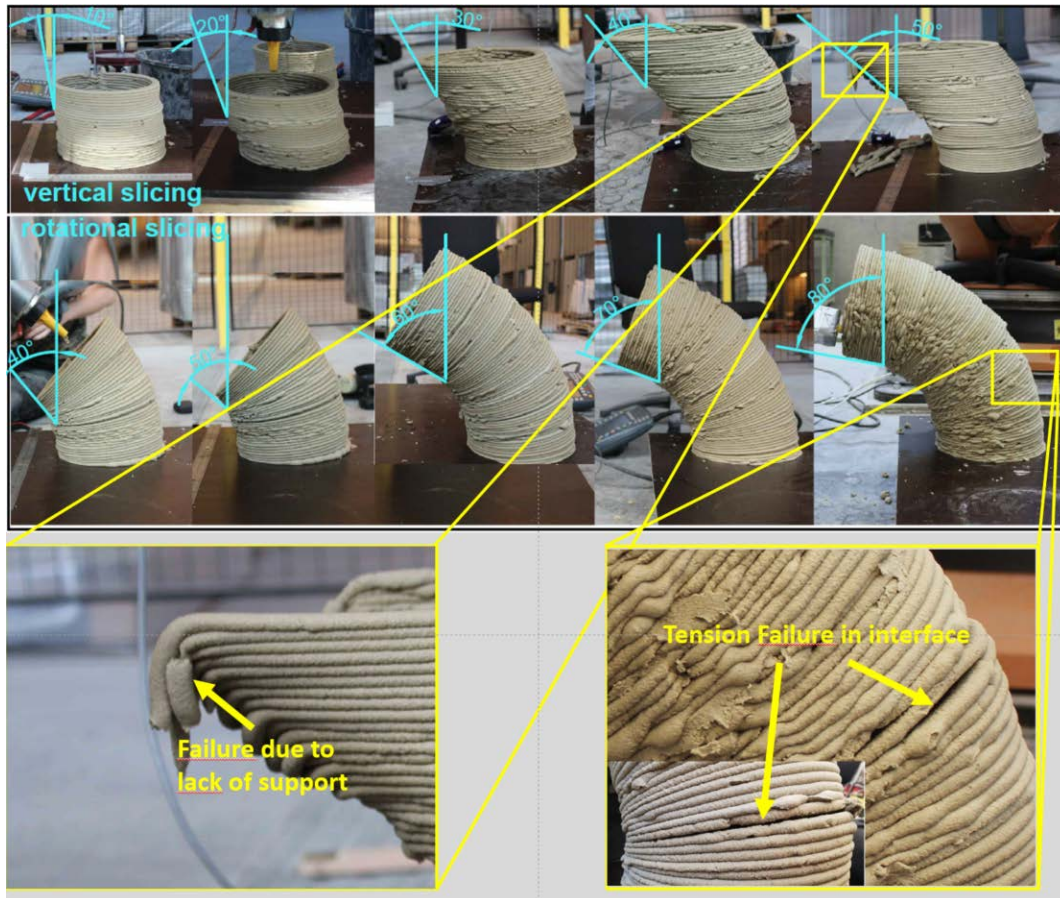 10°
20°
30°
40°
50°
vertical slicing
rotational slicing
40°
50°
60°
70°
80°
Tension Failure in interface
Failure due to
lack of support